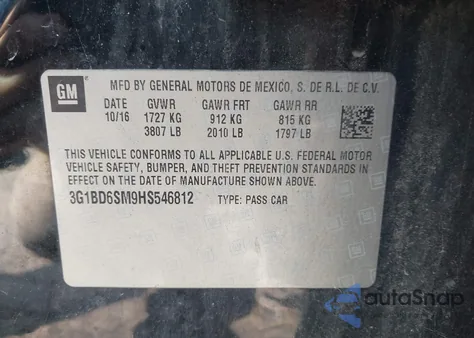 GM
MFD BY GENERAL MOTORS DE MEXICO, S. DE R.L. DE C.V.
DATE GVWR GAWR FRT GAWR RR
10/16 1727 KG 912 KG 815 KG
3807 LB 2010 LB 1797 LB
THIS VEHICLE CONFORMS TO ALL APPLICABLE U.S. FEDERAL MOTOR
VEHICLE SAFETY, BUMPER, AND THEFT PREVENTION STANDARDS IN
EFFECT ON THE DATE OF MANUFACTURE SHOWN ABOVE.
3G1BD6SM9HS546812 TYPE: PASS CAR
autoSnap